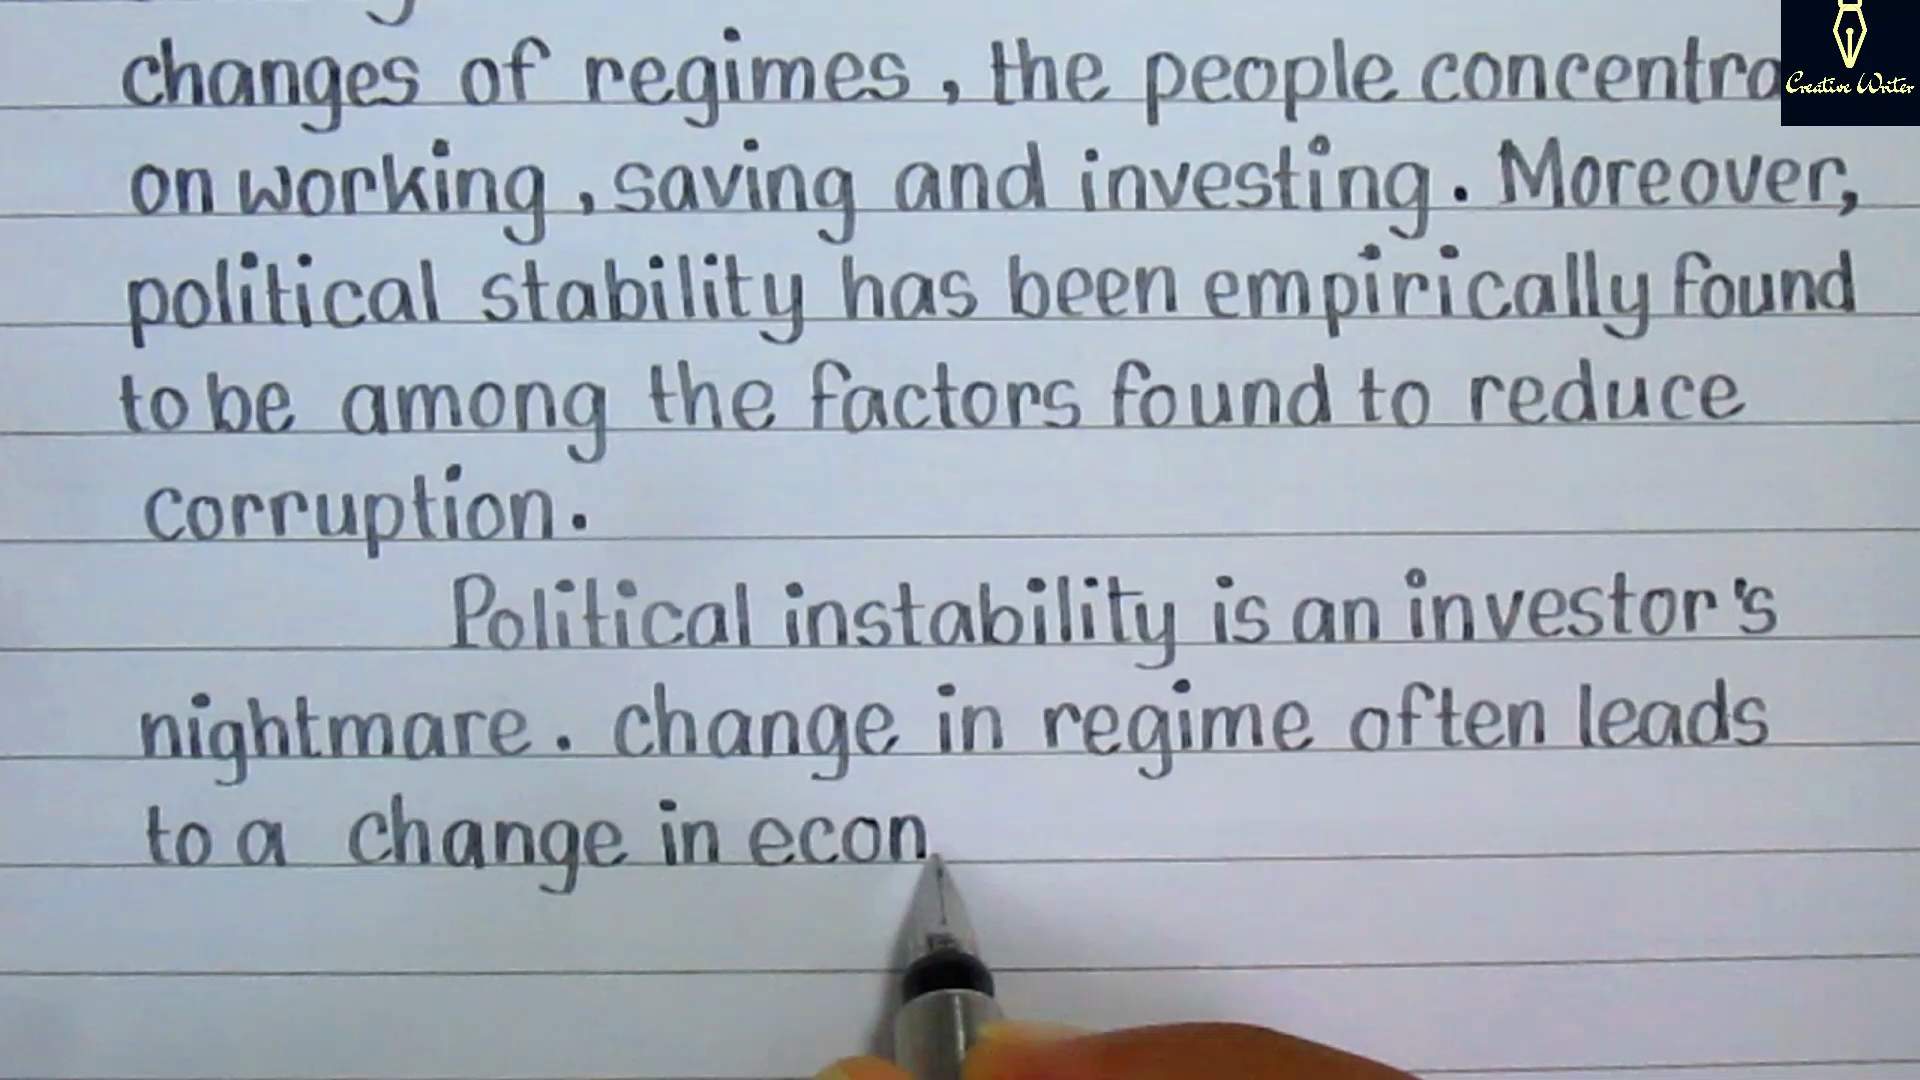 changes of regimes, the people concentra
Creative Writer
on working, saving and investing. Moreover,
political stability has been empirically found
to be among the factors found to reduce
corruption.
Political instability is an investor's
nightmare. change in regime often leads
to a change in econ